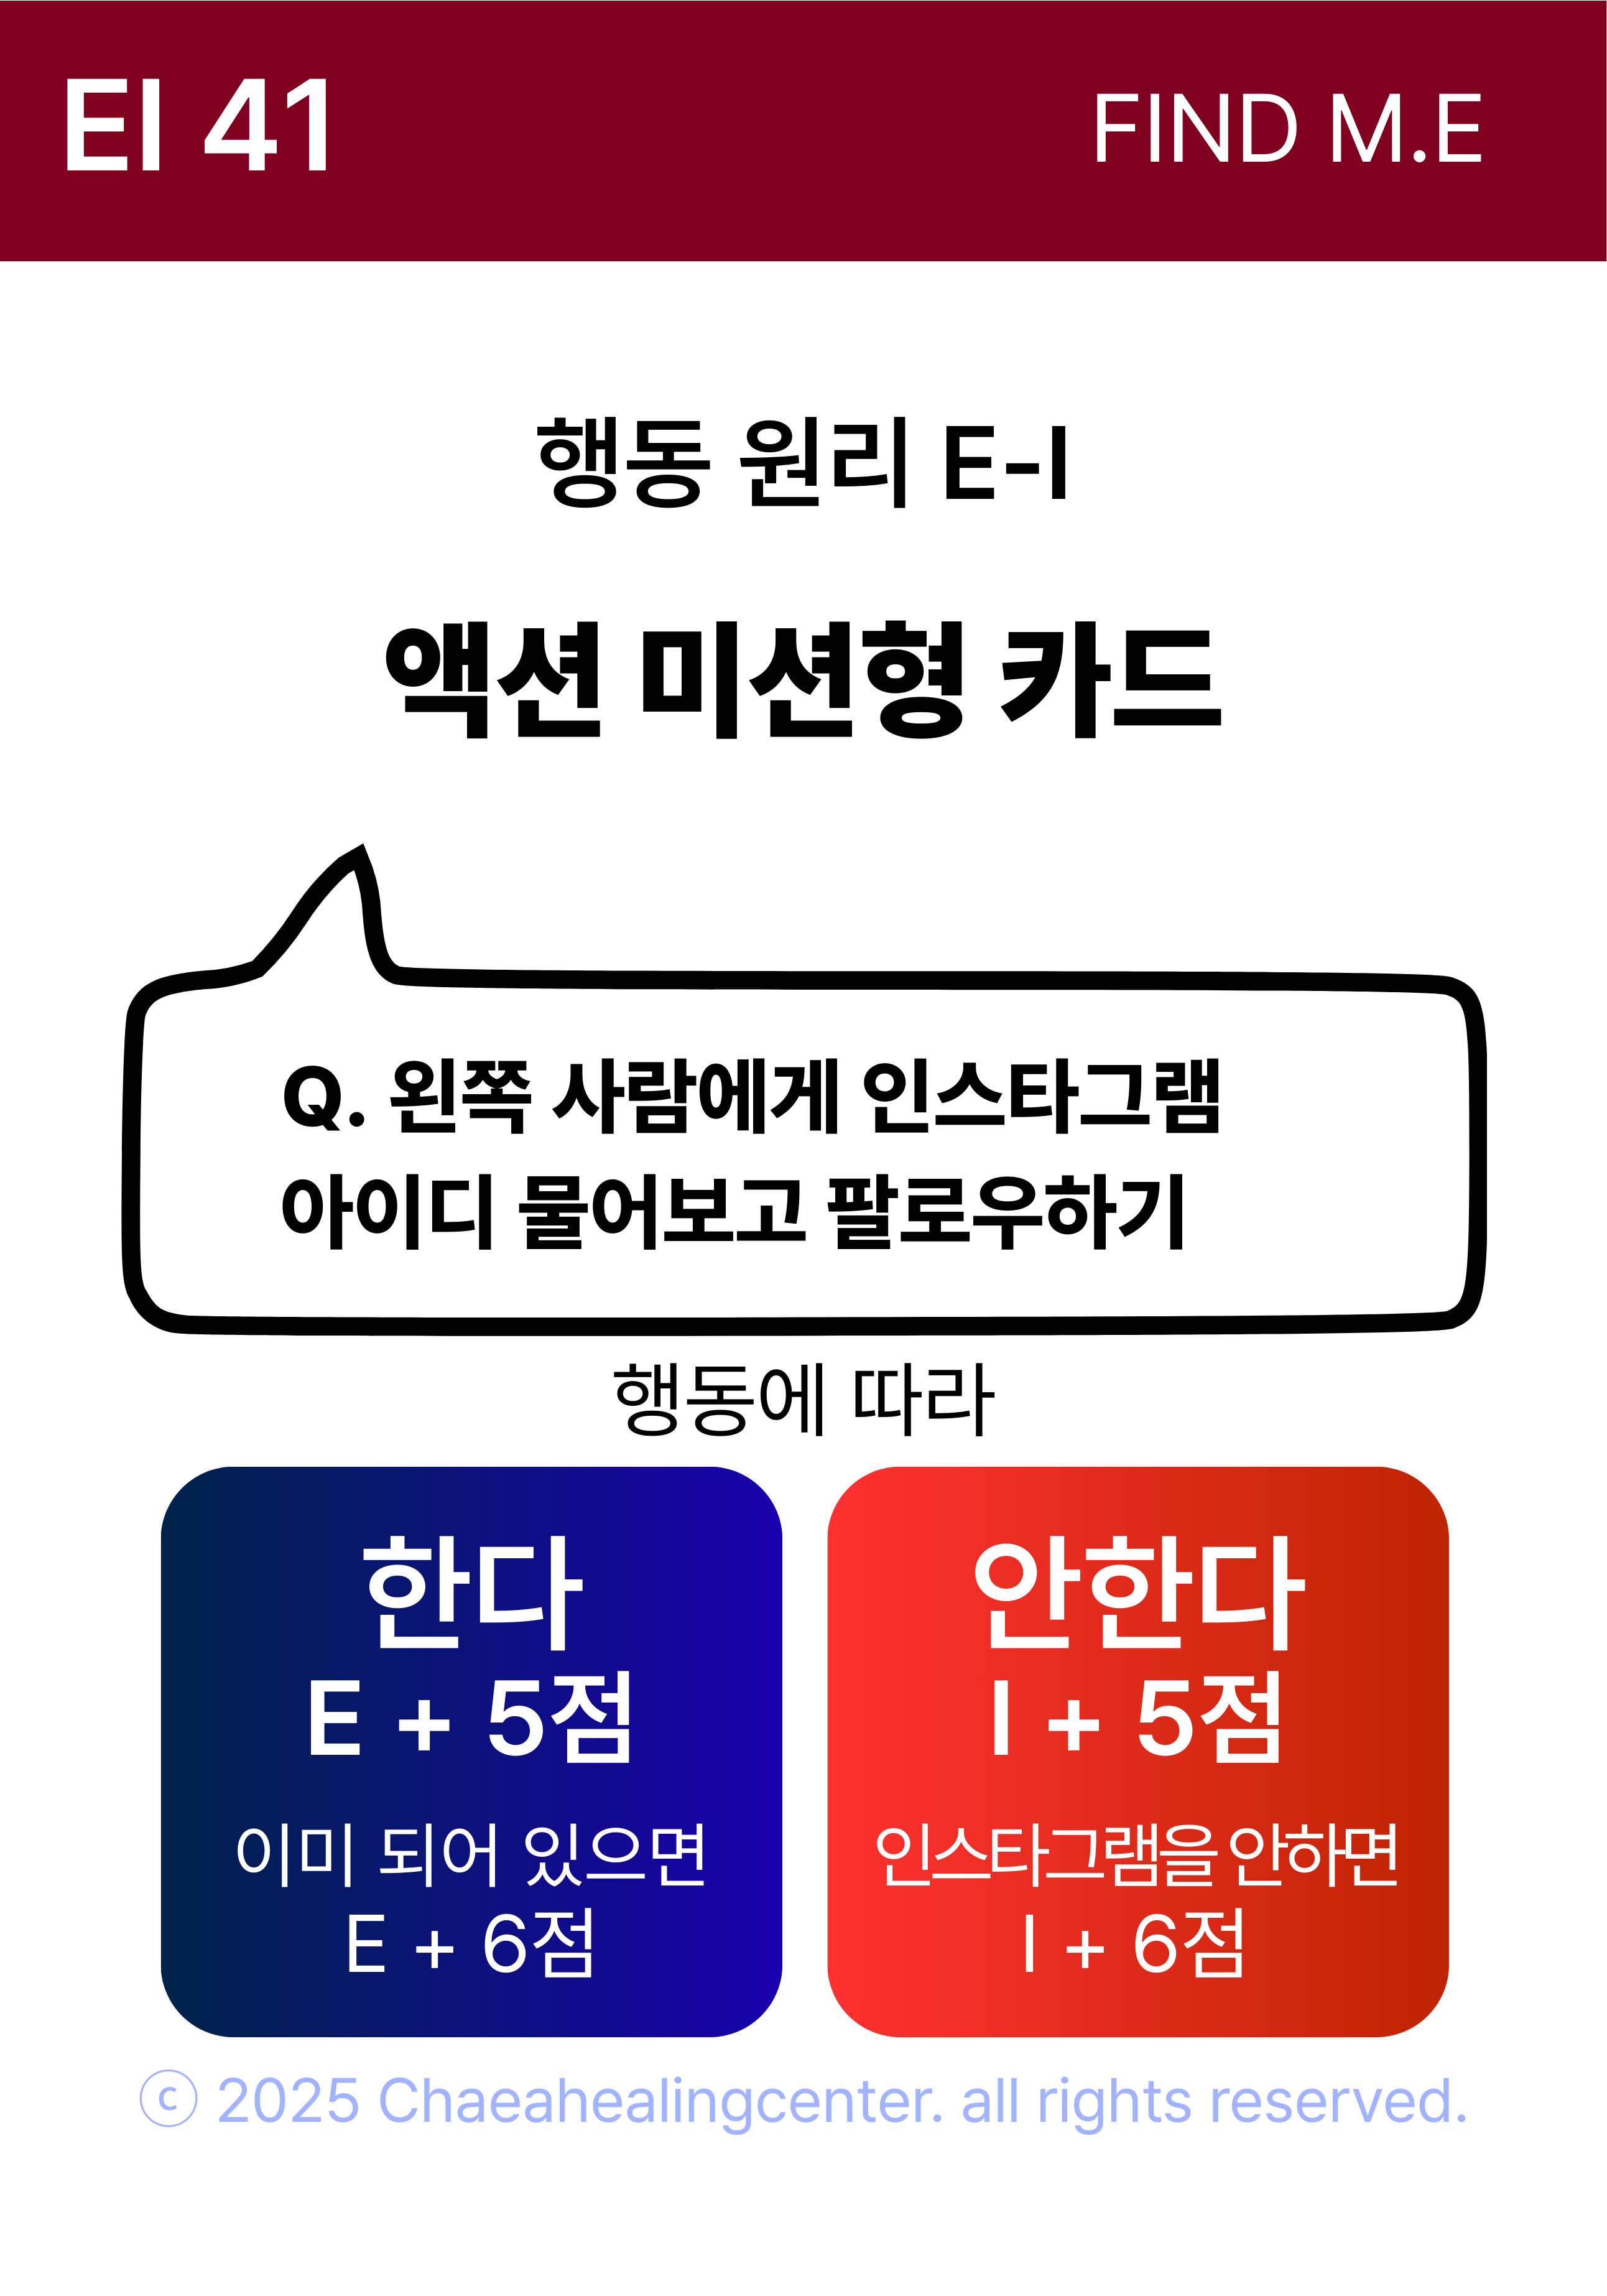 EI 41
FIND M.E
행동 원리 E-I
액션 미션형 카드
Q. 왼쪽 사람에게 인스타그램
아이디 물어보고 팔로우하기
행동에 따라
한다
E + 5점
이미 되어 있으면
E + 6점
안한다
I + 5점
인스타그램을 안하면
I + 6점
ⓒ 2025 Chaeahealingcenter. all rights reserved.